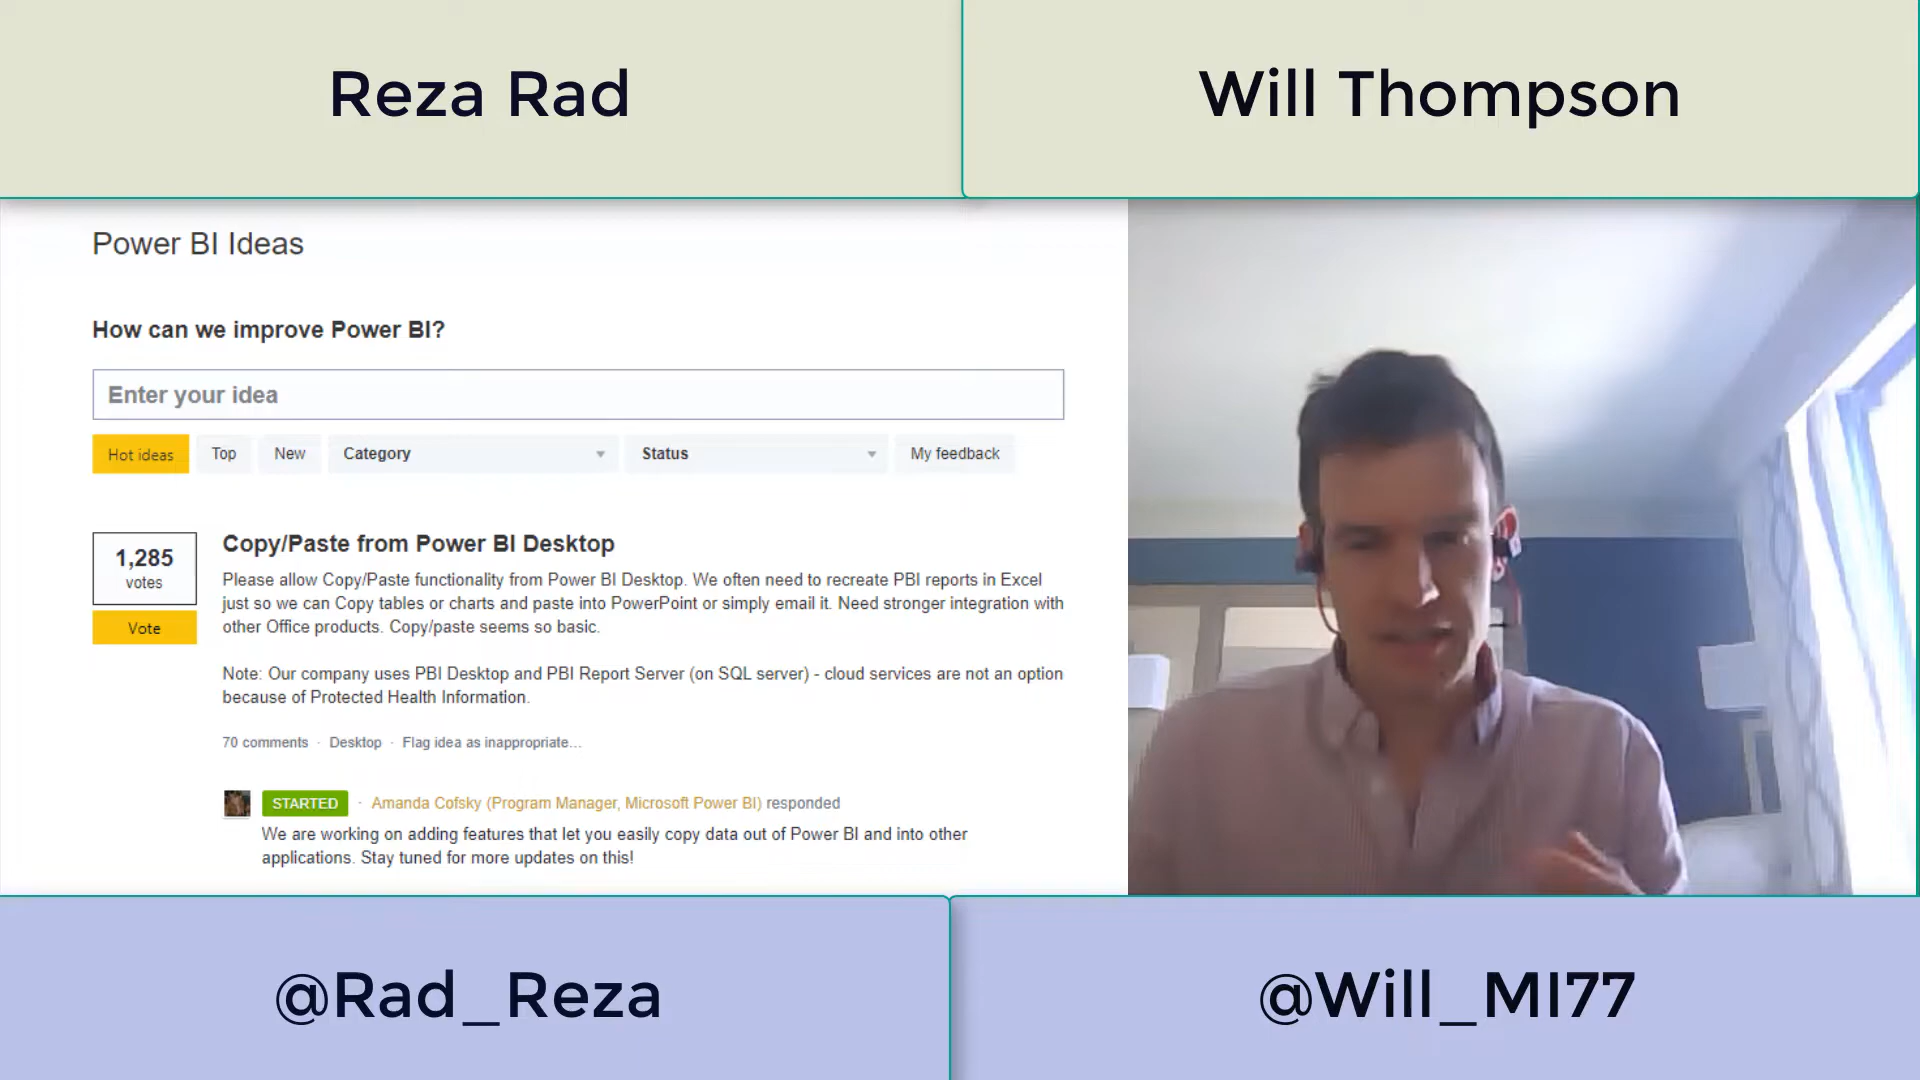 Reza Rad
Will Thompson
Power BI Ideas
How can we improve Power BI?
Enter your idea
Hot ideas
Top
New
Category
Status
My feedback
1,285
votes
Vote
Copy/Paste from Power BI Desktop
Please allow Copy/Paste functionality from Power BI Desktop. We often need to recreate PBI reports in Excel
just so we can Copy tables or charts and paste into PowerPoint or simply email it. Need stronger integration with
other Office products. Copy/paste seems so basic.
Note: Our company uses PBI Desktop and PBI Report Server (on SQL server) - cloud services are not an option
because of Protected Health Information.
70 comments · Desktop · Flag idea as inappropriate...
STARTED · Amanda Cofsky (Program Manager, Microsoft Power BI) responded
We are working on adding features that let you easily copy data out of Power BI and into other
applications. Stay tuned for more updates on this!
@Rad_Reza
@Will_MI77